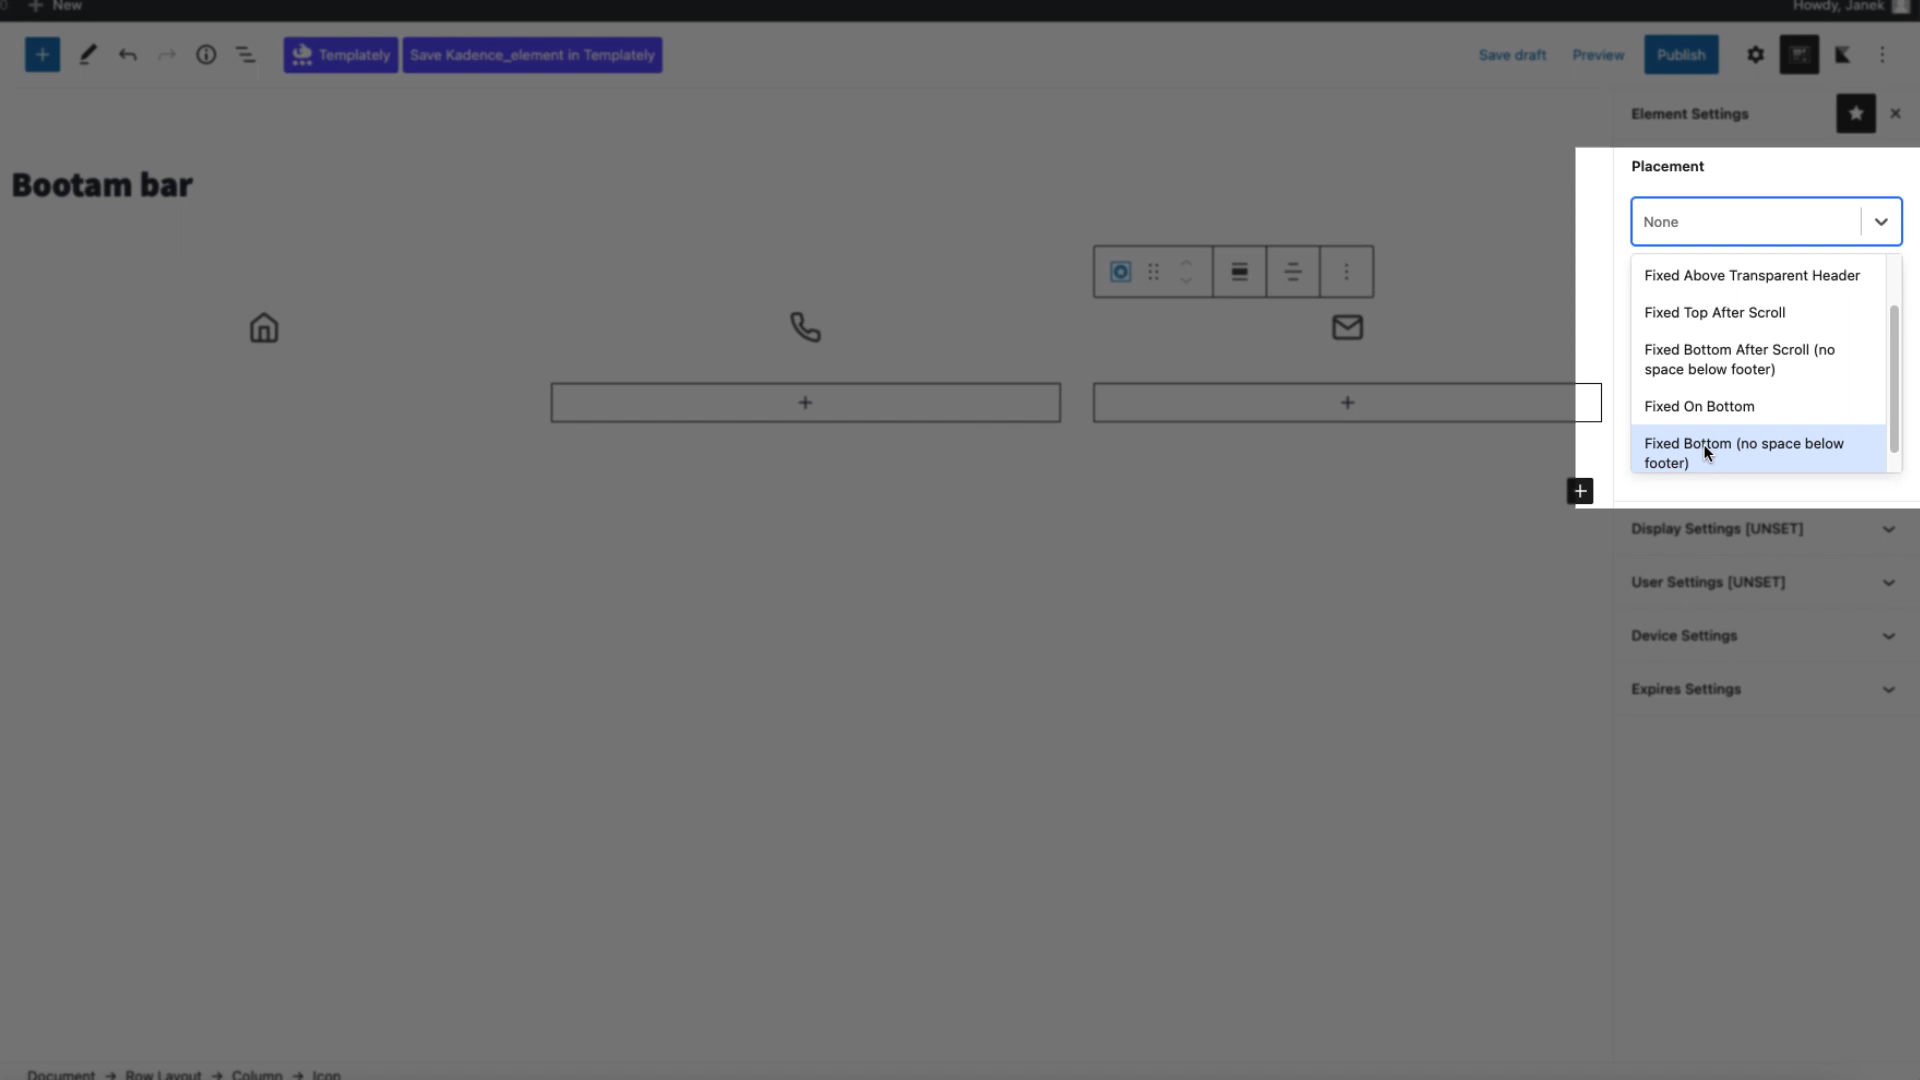 New
Howdy, Janek
Templately
Save Kadence_element in Templately
Save draft
Preview
Publish
Element Settings
Bootam bar
Placement
None
Fixed Above Transparent Header
Fixed Top After Scroll
Fixed Bottom After Scroll (no
space below footer)
Fixed On Bottom
Fixed Bottom (no space below
footer)
Display Settings [UNSET]
User Settings [UNSET]
Device Settings
Expires Settings
Document → Row Layout → Column → Icon